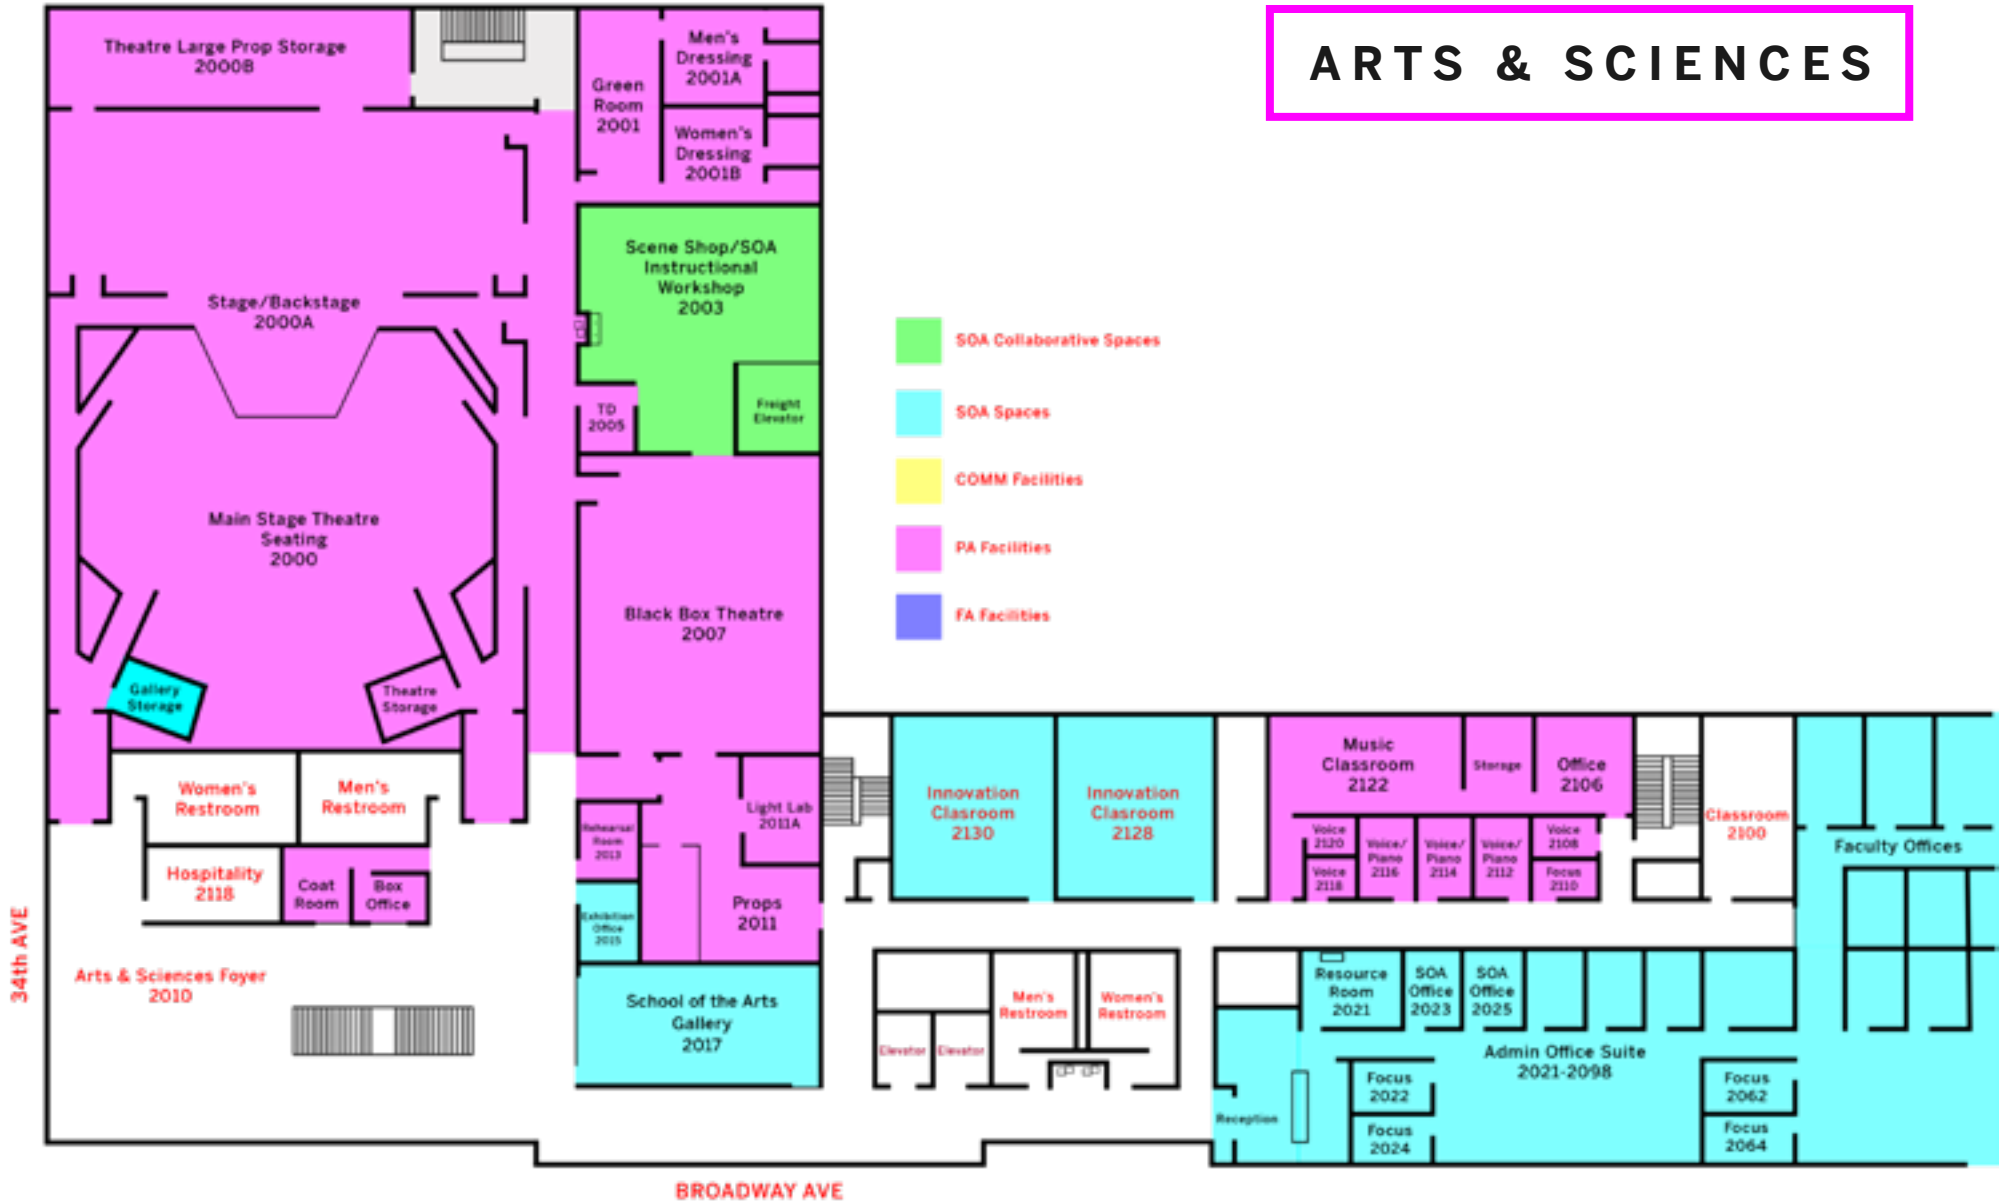 ARTS & SCIENCES
Theatre Large Prop Storage
2000B
Green
Room
2001
Men's
Dressing
2001A
Women's
Dressing
2001B
Scene Shop/SOA
Instructional
Workshop
2003
Stage/Backstage
2000A
TD
2005
Freight
Elevator
SOA Collaborative Spaces
SOA Spaces
COMM Facilities
PA Facilities
FA Facilities
Main Stage Theatre
Seating
2000
Black Box Theatre
2007
Gallery
Storage
Theatre
Storage
Women's
Restroom
Men's
Restroom
Hospitality
2118
Coat
Room
Box
Office
Light Lab
2011A
Rehearsal
Room
2013
Exhibition
Office
2015
Props
2011
School of the Arts
Gallery
2017
Arts & Sciences Foyer
2010
34th AVE
Innovation
Clasroom
2130
Innovation
Clasroom
2128
Music
Classroom
2122
Storage
Office
2106
Voice
2120
Voice
2118
Voice/
Piano
2116
Voice/
Piano
2114
Voice/
Piano
2112
Voice
2108
Focus
2110
Classroom
2100
Faculty Offices
Elevator
Elevator
Men's
Restroom
Women's
Restroom
Resource
Room
2021
SOA
Office
2023
SOA
Office
2025
Admin Office Suite
2021-2098
Reception
Focus
2022
Focus
2024
Focus
2062
Focus
2064
BROADWAY AVE